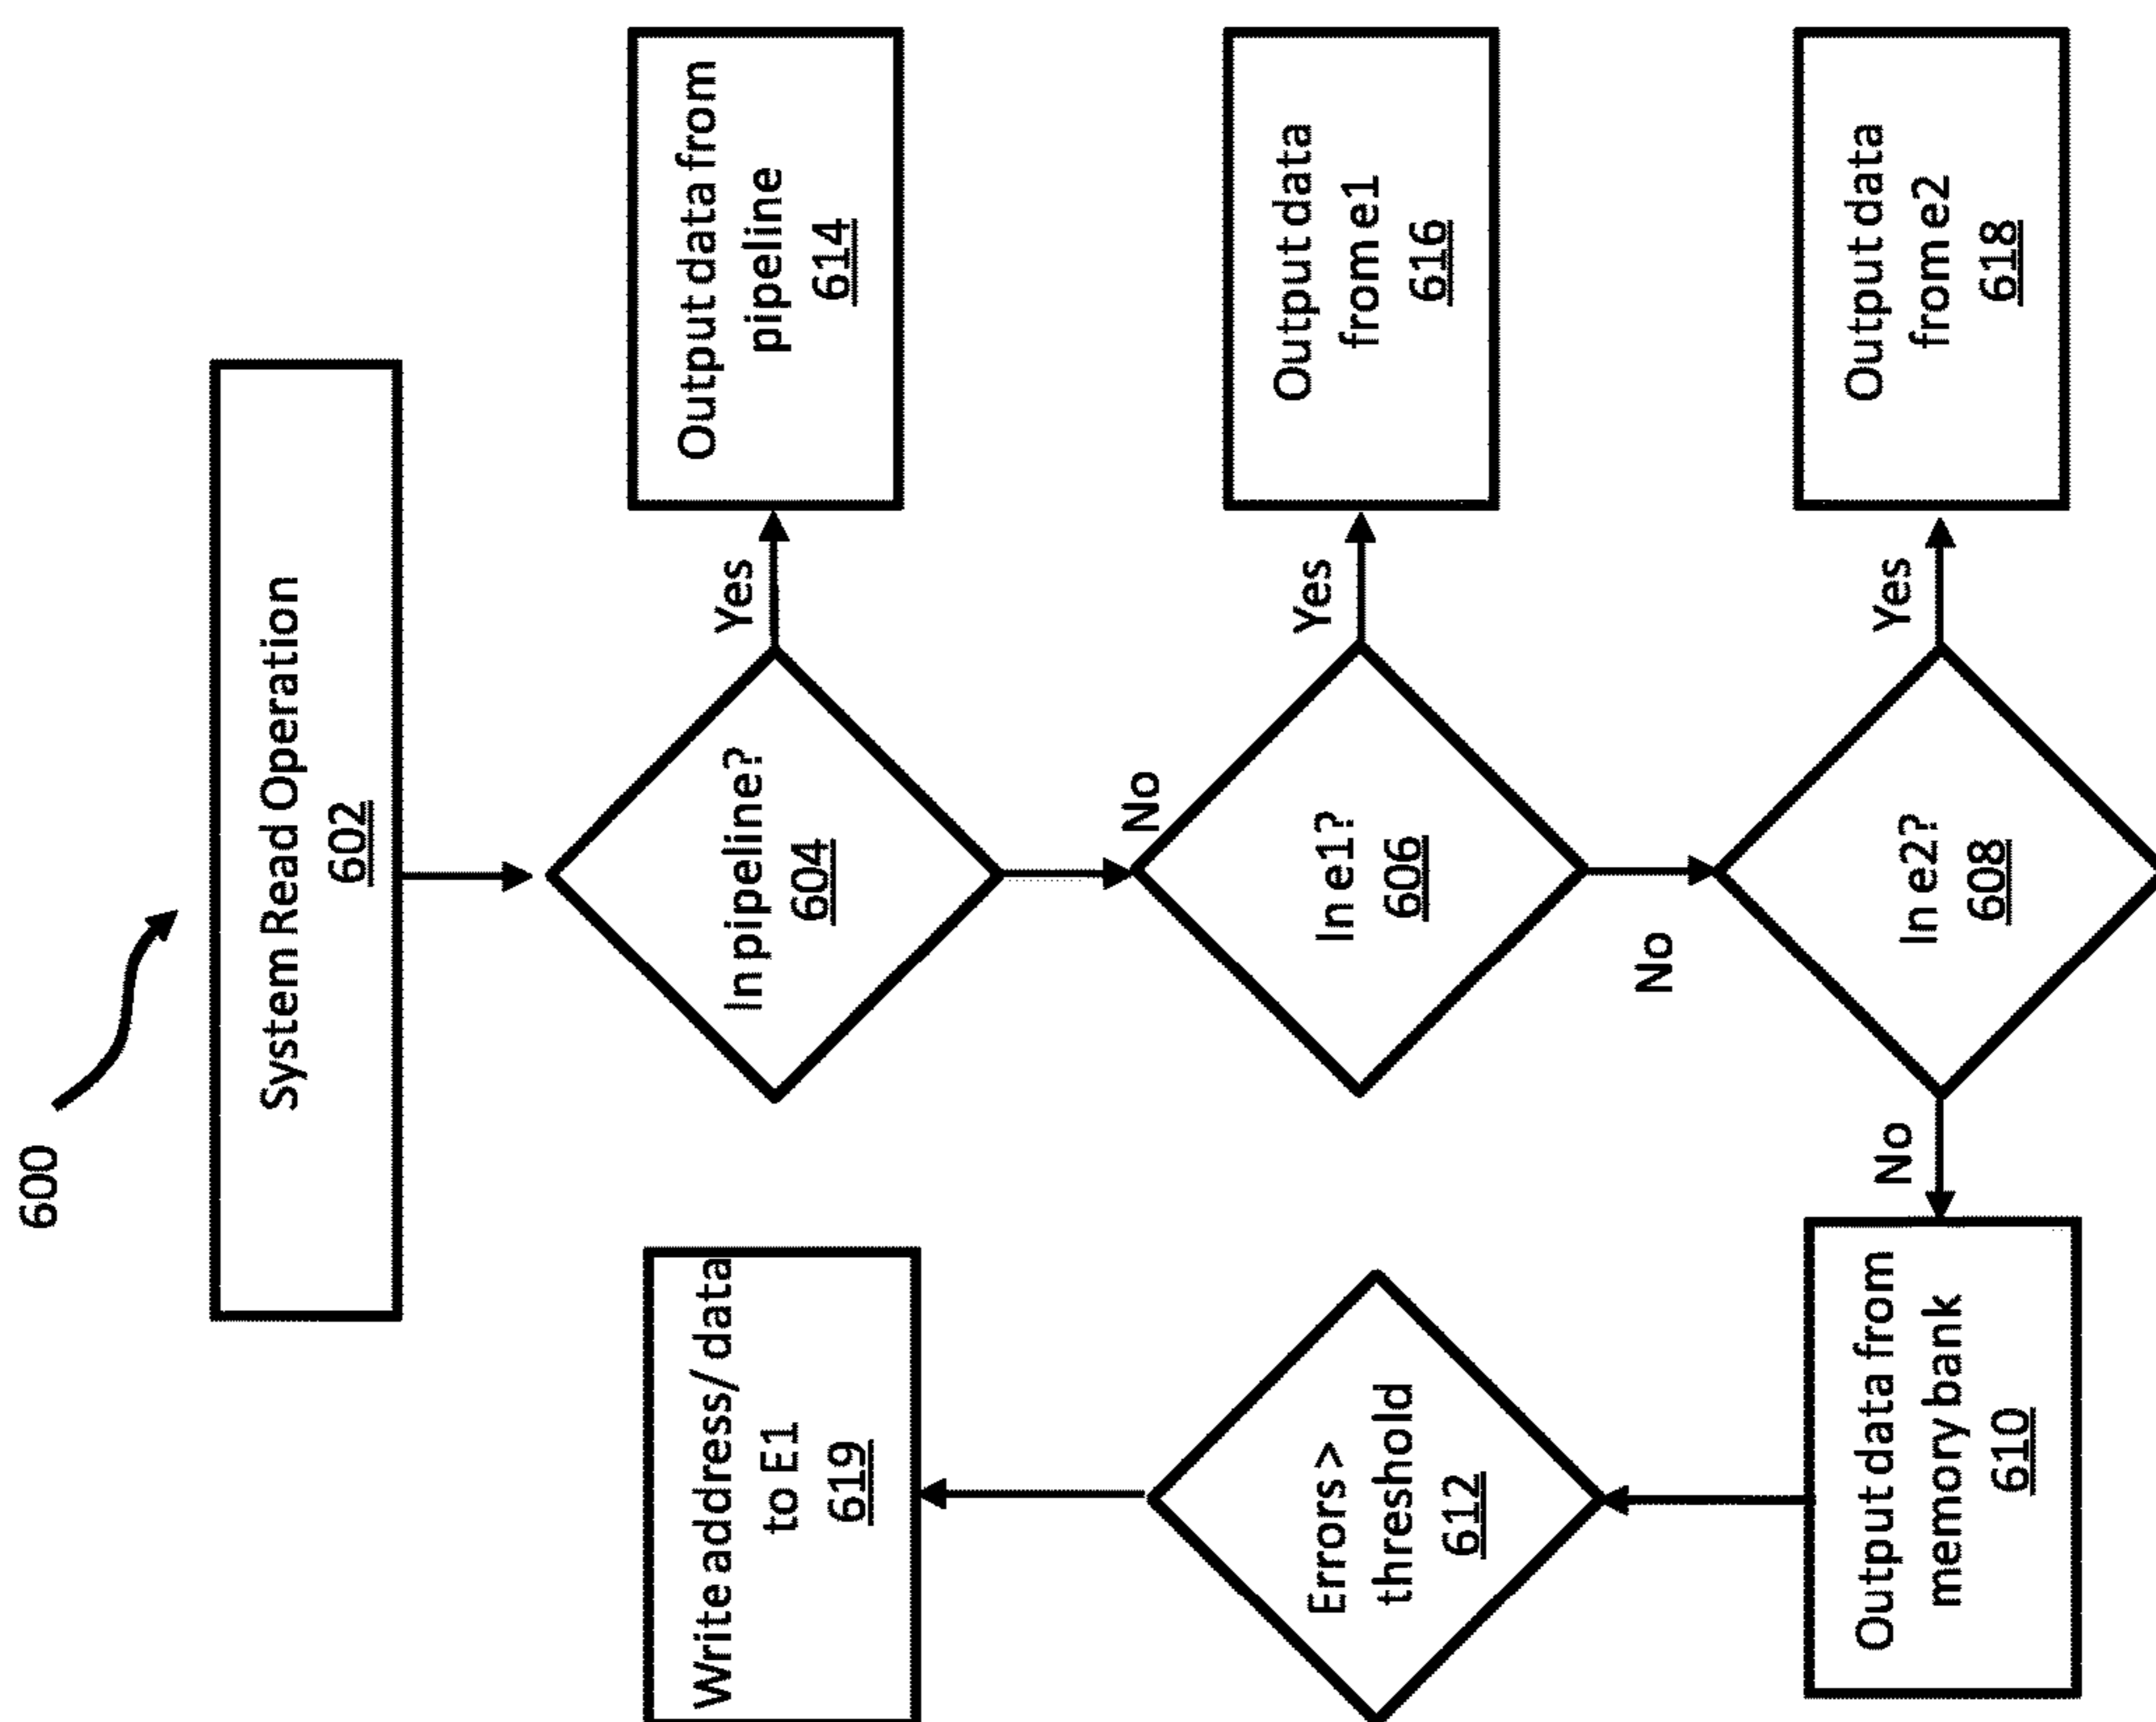 600
System Read Operation
602
In pipeline?
604
Yes
Output data from
pipeline
614
No
In e1?
606
Yes
Output data
from e1
616
No
In e2?
608
Yes
Output data
from e2
618
No
Output data from
memory bank
610
Errors >
threshold
612
Write address/ data
to E1
619